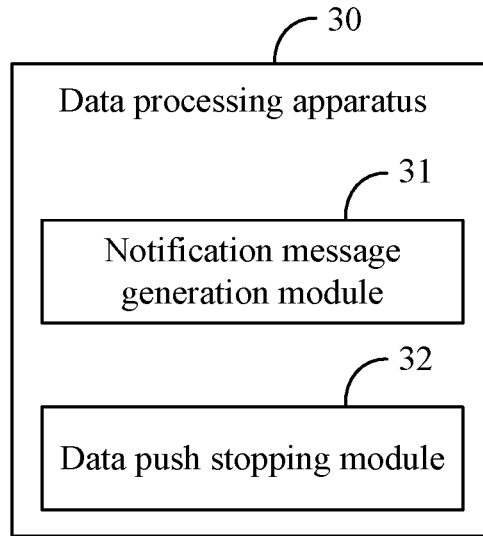 30
Data processing apparatus
31
Notification message
generation module
32
Data push stopping module